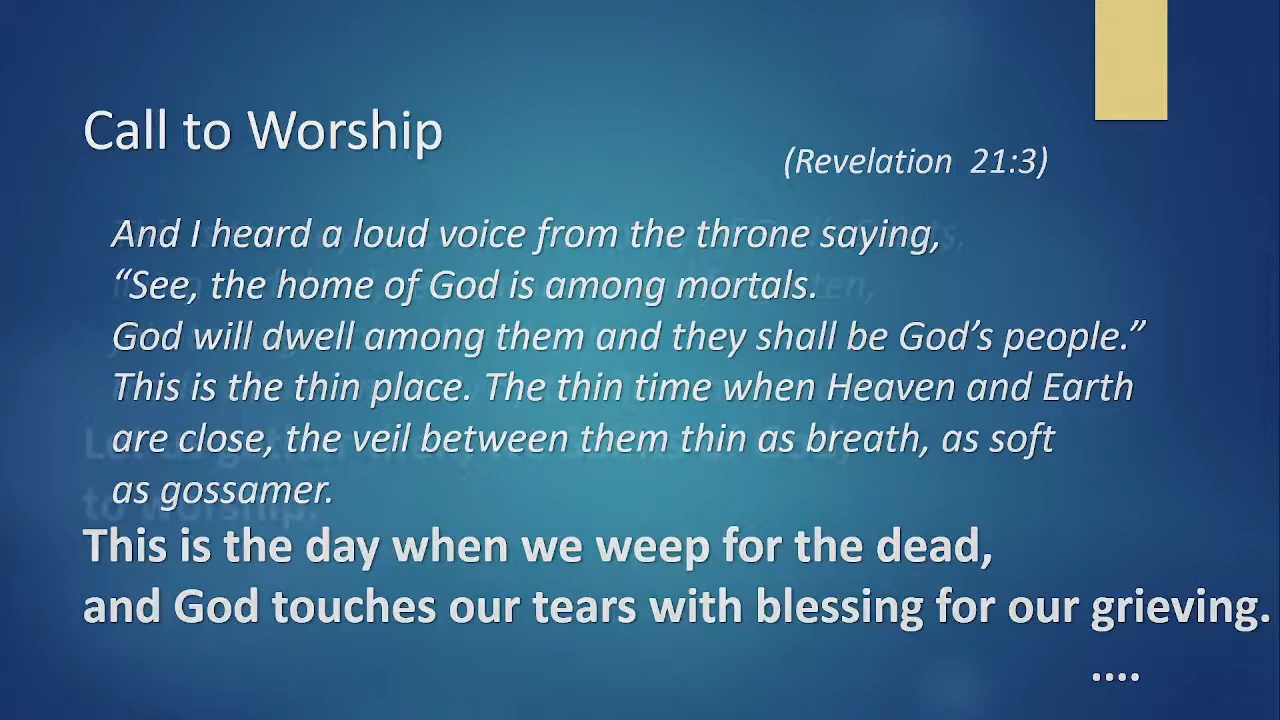 Call to Worship
(Revelation 21:3)
And I heard a loud voice from the throne saying,
“See, the home of God is among mortals.
God will dwell among them and they shall be God’s people.”
This is the thin place. The thin time when Heaven and Earth
are close, the veil between them thin as breath, as soft
as gossamer.
This is the day when we weep for the dead,
and God touches our tears with blessing for our grieving.
....